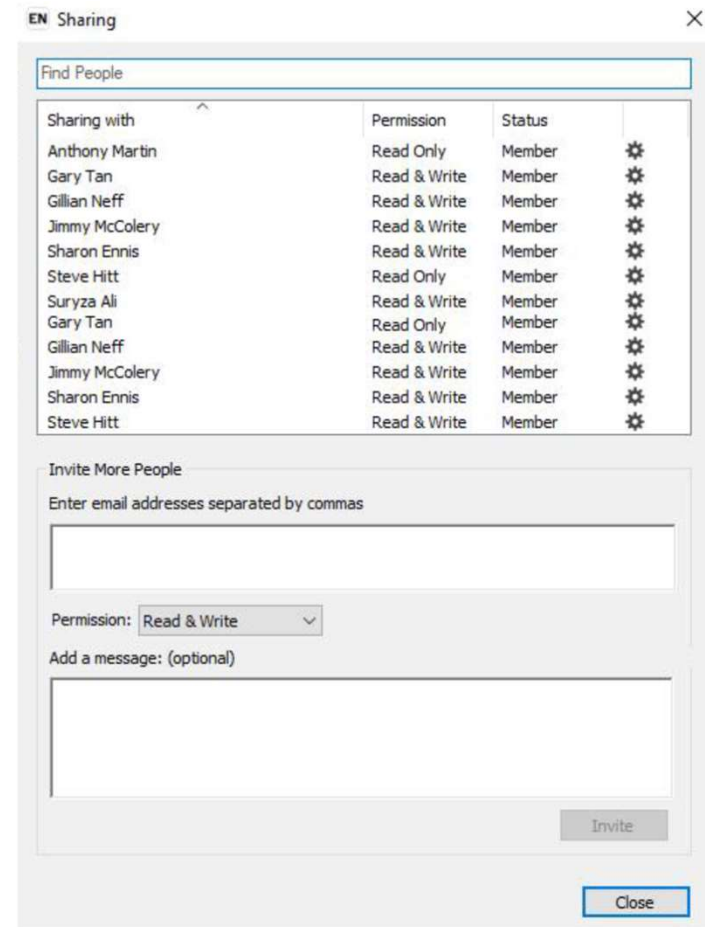 EN Sharing
Find People
Sharing with Permission Status
Anthony Martin Read Only Member
Gary Tan Read & Write Member
Gillian Neff Read & Write Member
Jimmy McColery Read & Write Member
Sharon Ennis Read & Write Member
Steve Hitt Read Only Member
Suryza Ali Read & Write Member
Gary Tan Read Only Member
Gillian Neff Read & Write Member
Jimmy McColery Read & Write Member
Sharon Ennis Read & Write Member
Steve Hitt Read & Write Member
Invite More People
Enter email addresses separated by commas
Permission: Read & Write
Add a message: (optional)
Invite
Close